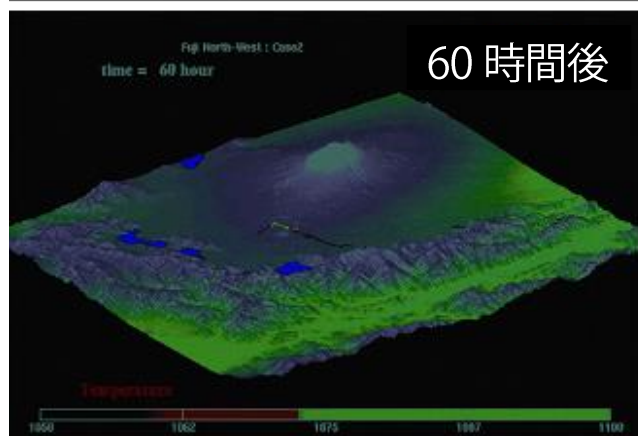 Fuji North-West : Case2
time = 60 hour
60 時間後
Temperature
1050 1062 1075 1087 1100